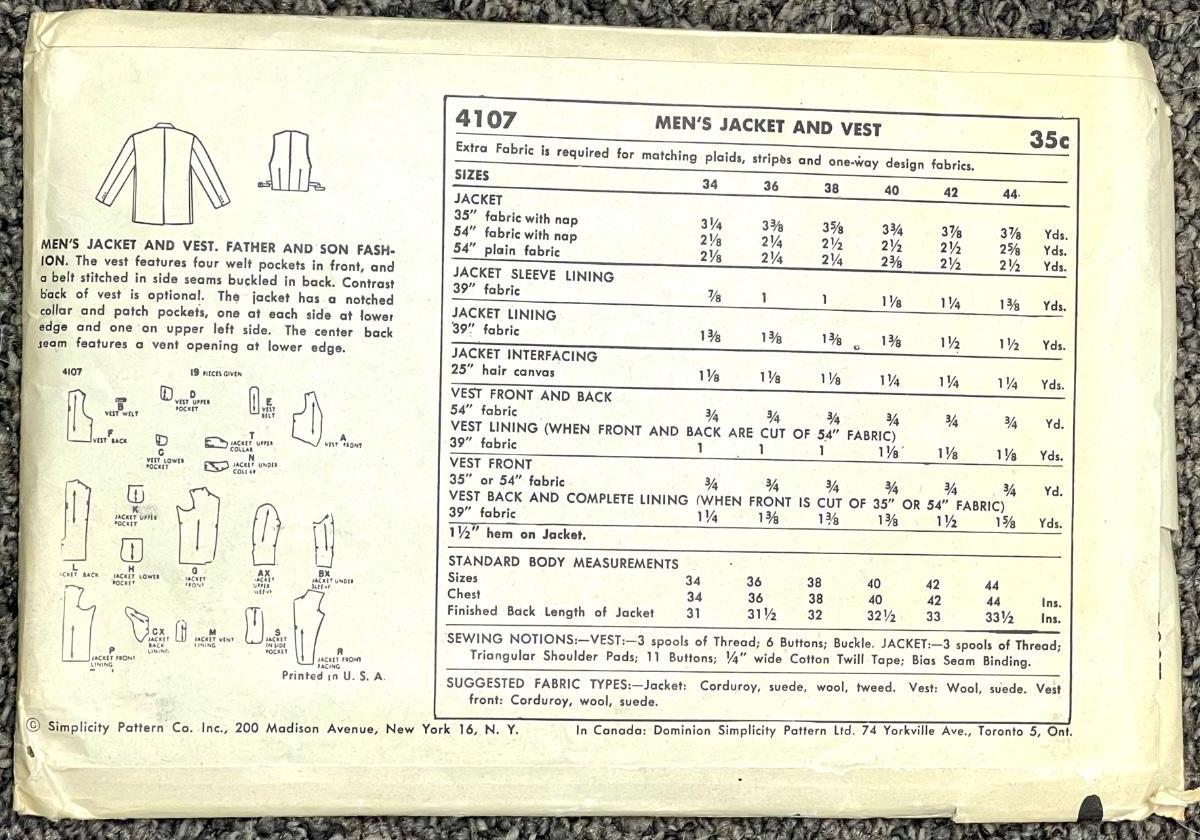 MEN'S JACKET AND VEST. FATHER AND SON FASH-
ION. The vest features four welt pockets in front, and
a belt stitched in side seams buckled in back. Contrast
back of vest is optional. The jacket has a notched
collar and patch pockets, one at each side at lower
edge and one on upper left side. The center back
seam features a vent opening at lower edge.
4107 19 PIECES GIVEN
B
VEST WELT
D
VEST UPPER
POCKET
E
VEST
BELT
F
VEST BACK
A
VEST FRONT
VEST LOWER
POCKET
T
JACKET UPPER
COLLAR
N
JACKET UNDER
COLLAR
K
JACKET UPPER
POCKET
L
JACKET BACK
H
JACKET LOWER
POCKET
G
JACKET
FRONT
AX
JACKET
UPPER
SLEEVE
BX
JACKET UNDER
SLEEVE
P
JACKET FRONT
LINING
CX
JACKET
BACK
LINING
M
JACKET VENT
LINING
S
JACKET
INSIDE
POCKET
R
JACKET FRONT
FACING
Printed in U. S. A.
4107 MEN'S JACKET AND VEST 35c
Extra Fabric is required for matching plaids, stripes and one-way design fabrics.
SIZES 34 36 38 40 42 44
JACKET
35" fabric with nap 3¼ 3⅜ 3⅝ 3¾ 3⅞ 3⅞ Yds.
54" fabric with nap 2⅛ 2¼ 2½ 2½ 2½ 2⅝ Yds.
54" plain fabric 2⅛ 2¼ 2¼ 2⅜ 2½ 2½ Yds.
JACKET SLEEVE LINING
39" fabric ⅞ 1 1 1⅛ 1¼ 1⅜ Yds.
JACKET LINING
39" fabric 1⅜ 1⅜ 1⅜ 1⅜ 1½ 1½ Yds.
JACKET INTERFACING
25" hair canvas 1⅛ 1⅛ 1⅛ 1¼ 1¼ 1¼ Yds.
VEST FRONT AND BACK
54" fabric ¾ ¾ ¾ ¾ ¾ ¾ Yd.
VEST LINING (WHEN FRONT AND BACK ARE CUT OF 54" FABRIC)
39" fabric 1 1 1 1⅛ 1⅛ 1⅛ Yds.
VEST FRONT
35" or 54" fabric ¾ ¾ ¾ ¾ ¾ ¾ Yd.
VEST BACK AND COMPLETE LINING (WHEN FRONT IS CUT OF 35" OR 54" FABRIC)
39" fabric 1¼ 1⅜ 1⅜ 1⅜ 1½ 1⅝ Yds.
1½" hem on Jacket.
STANDARD BODY MEASUREMENTS
Sizes 34 36 38 40 42 44
Chest 34 36 38 40 42 44 Ins.
Finished Back Length of Jacket 31 31½ 32 32½ 33 33½ Ins.
SEWING NOTIONS:—VEST:—3 spools of Thread; 6 Buttons; Buckle. JACKET:—3 spools of Thread;
Triangular Shoulder Pads; 11 Buttons; ¼" wide Cotton Twill Tape; Bias Seam Binding.
SUGGESTED FABRIC TYPES:—Jacket: Corduroy, suede, wool, tweed. Vest: Wool, suede. Vest
front: Corduroy, wool, suede.
© Simplicity Pattern Co. Inc., 200 Madison Avenue, New York 16, N. Y. In Canada: Dominion Simplicity Pattern Ltd. 74 Yorkville Ave., Toronto 5, Ont.